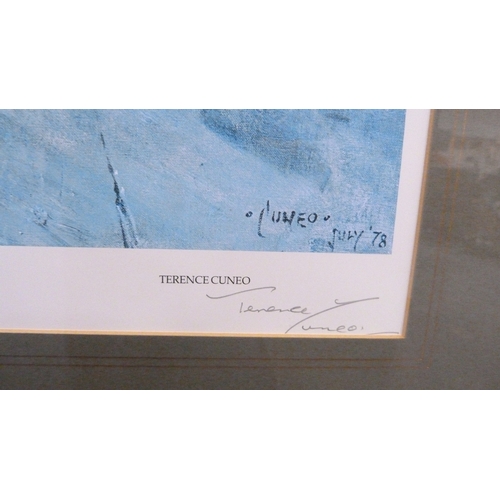 ·CUNEO·
JULY '78
TERENCE CUNEO
Terence
Cuneo.